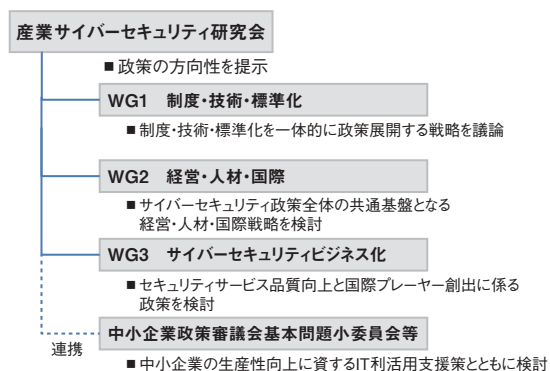 産業サイバーセキュリティ研究会
■ 政策の方向性を提示
WG1　制度・技術・標準化
■ 制度・技術・標準化を一体的に政策展開する戦略を議論
WG2　経営・人材・国際
■ サイバーセキュリティ政策全体の共通基盤となる
経営・人材・国際戦略を検討
WG3　サイバーセキュリティビジネス化
■ セキュリティサービス品質向上と国際プレーヤー創出に係る
政策を検討
中小企業政策審議会基本問題小委員会等
連携
■ 中小企業の生産性向上に資するIT利活用支援策とともに検討